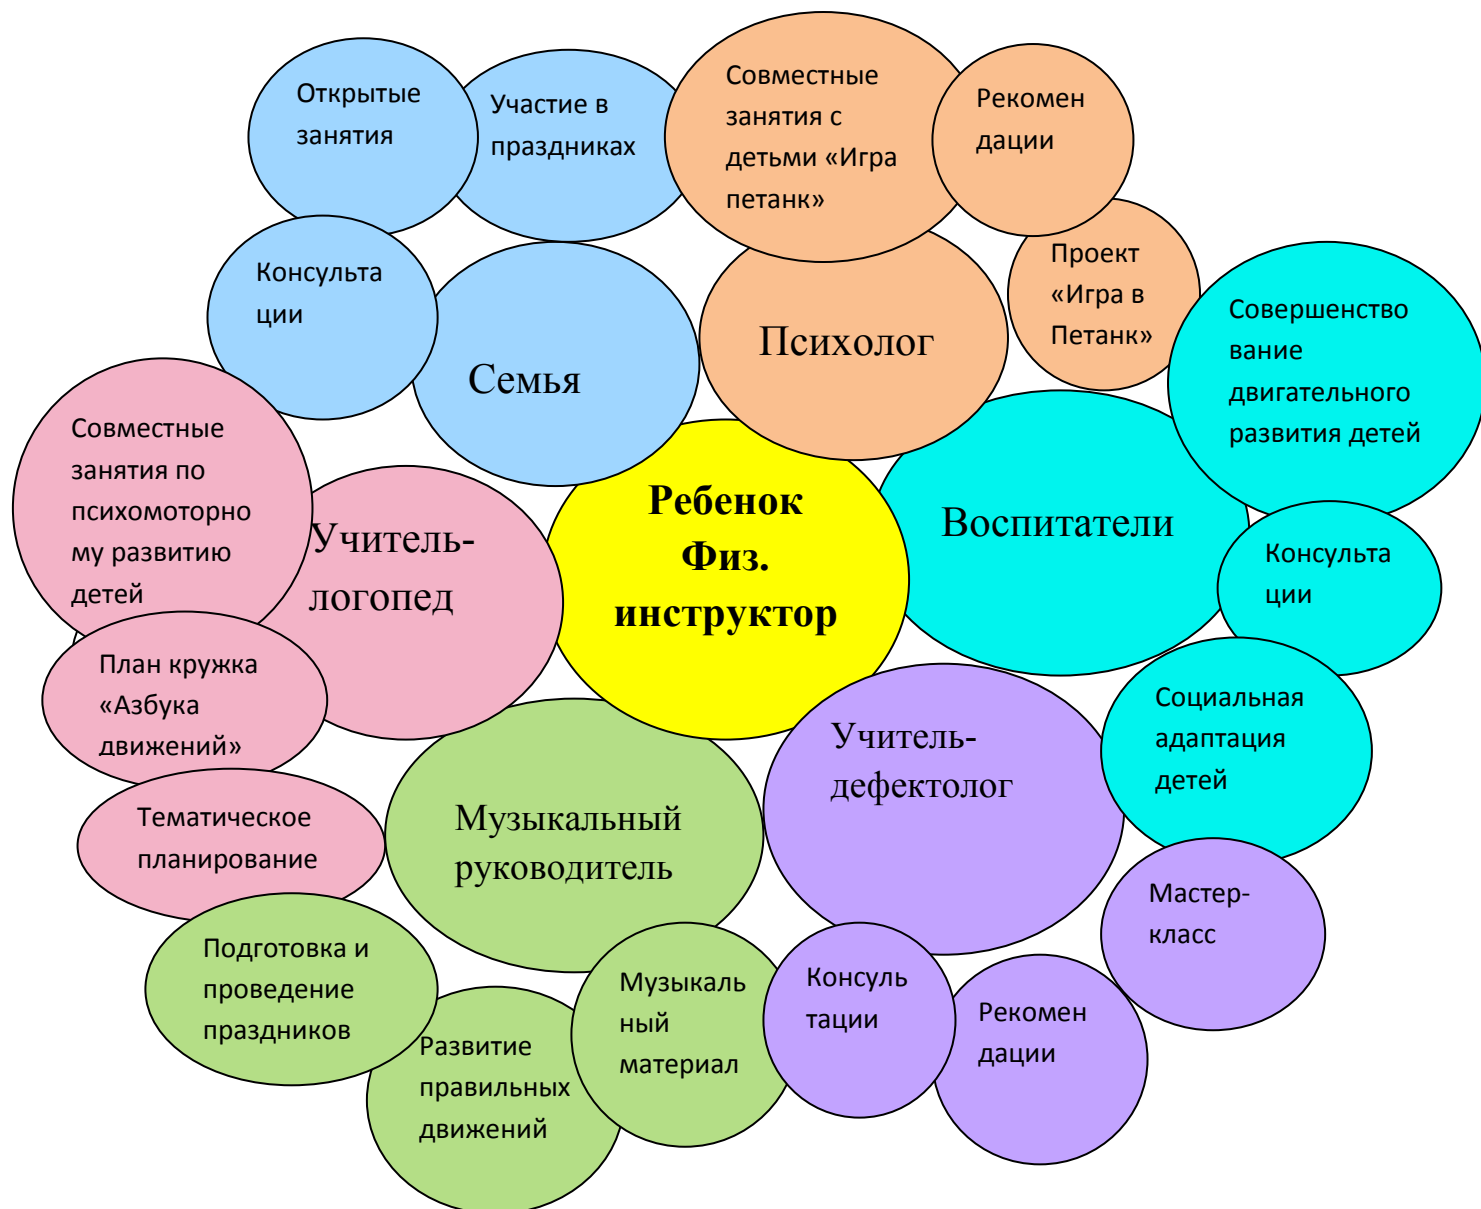 Открытые
занятия
Участие в
праздниках
Совместные
занятия с
детьми «Игра
петанк»
Рекомен
дации
Консульта
ции
Семья
Психолог
Проект
«Игра в
Петанк»
Совершенство
вание
двигательного
развития детей
Совместные
занятия по
психомоторно
му развитию
детей
Учитель-
логопед
Ребенок
Физ.
инструктор
Воспитатели
Консульта
ции
План кружка
«Азбука
движений»
Социальная
адаптация
детей
Тематическое
планирование
Музыкальный
руководитель
Учитель-
дефектолог
Мастер-
класс
Подготовка и
проведение
праздников
Развитие
правильных
движений
Музыкаль
ный
материал
Консуль
тации
Рекомен
дации